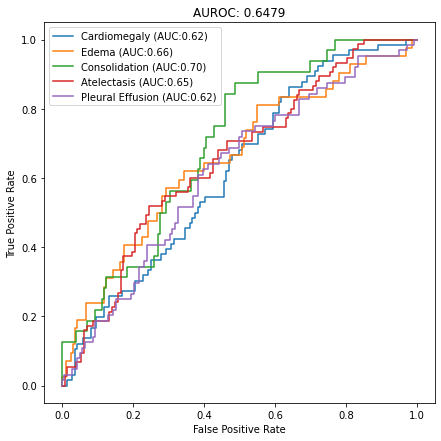 AUROC: 0.6479
Cardiomegaly (AUC:0.62)
Edema (AUC:0.66)
Consolidation (AUC:0.70)
Atelectasis (AUC:0.65)
Pleural Effusion (AUC:0.62)
True Positive Rate
1.0
0.8
0.6
0.4
0.2
0.0
0.0 0.2 0.4 0.6 0.8 1.0
False Positive Rate